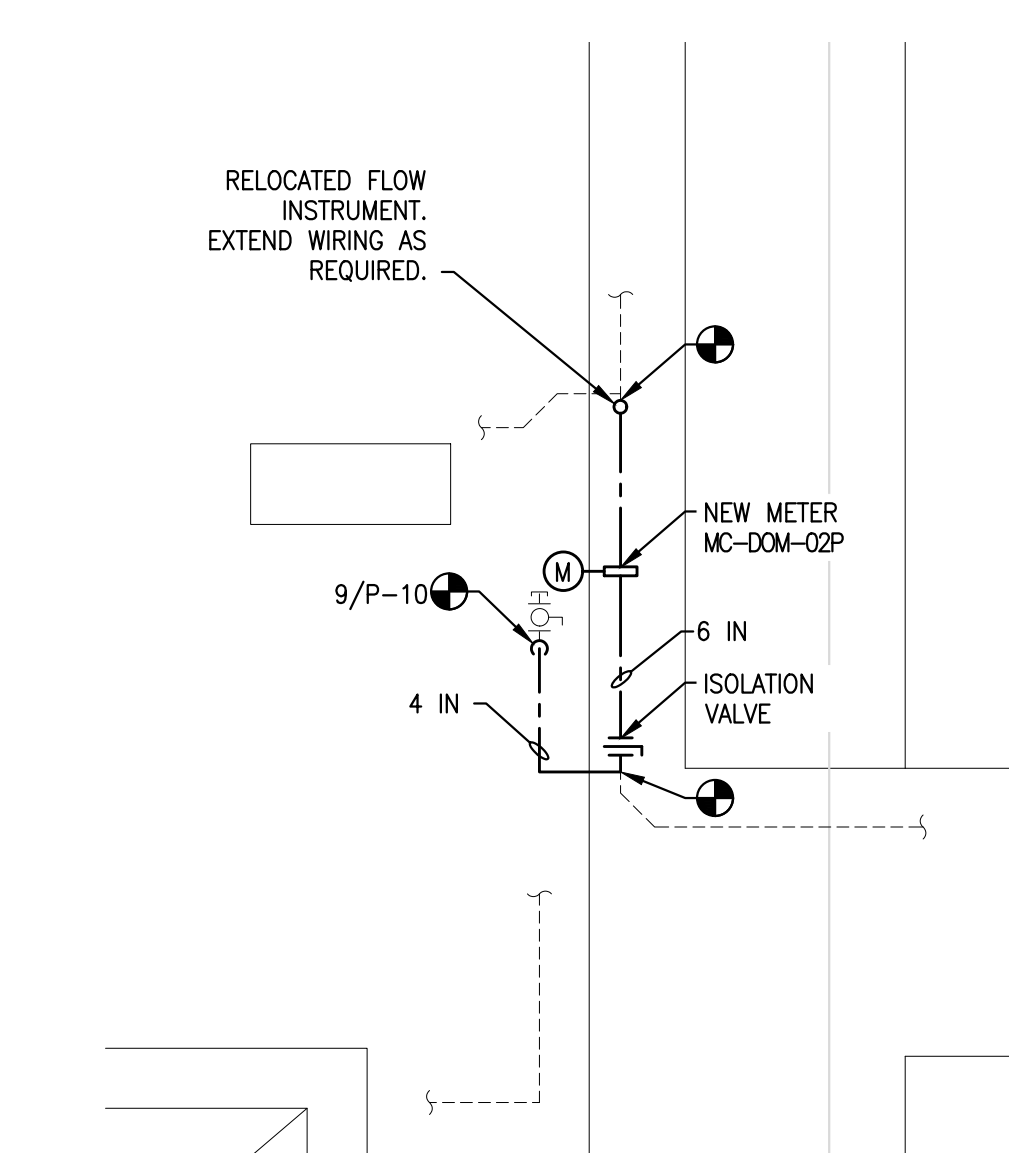 RELOCATED FLOW
INSTRUMENT.
EXTEND WIRING AS
REQUIRED.
NEW METER
MC-DOM-02P
M
9/P-10
6 IN
ISOLATION
VALVE
4 IN